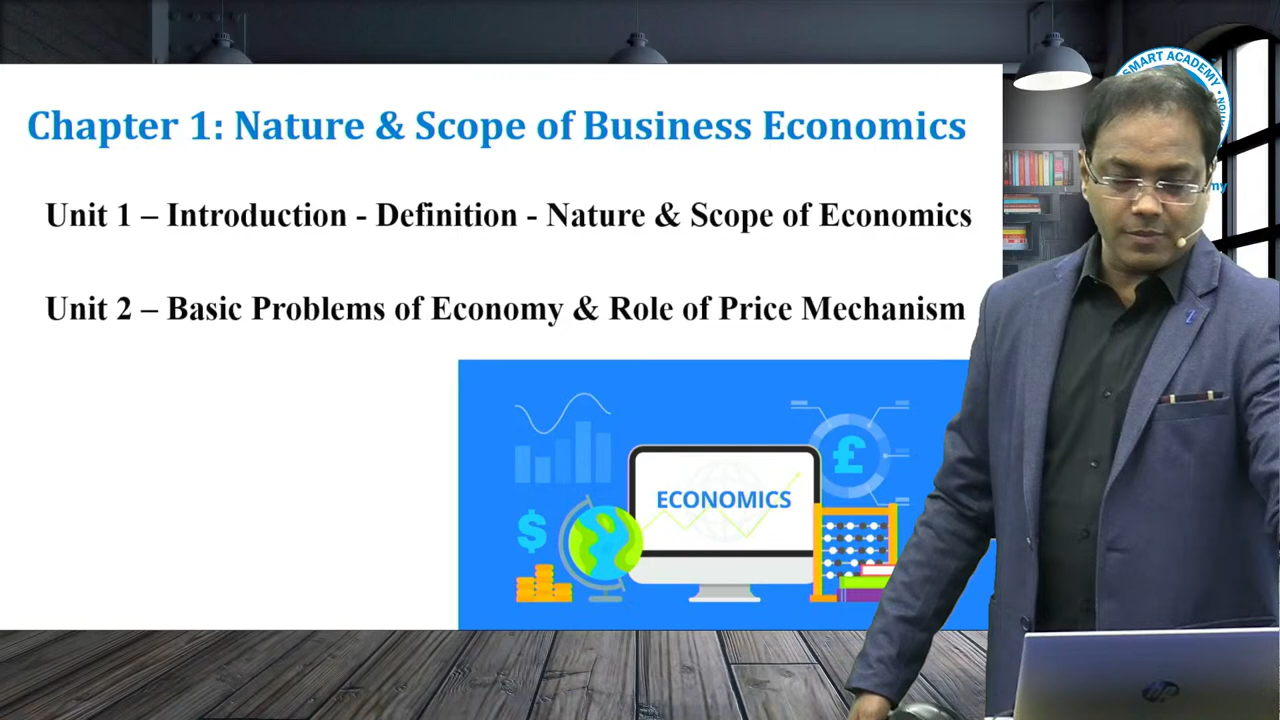 Chapter 1: Nature & Scope of Business Economics
SMART ACADEMY
Unit 1 – Introduction - Definition - Nature & Scope of Economics
Unit 2 – Basic Problems of Economy & Role of Price Mechanism
£
ECONOMICS
$
hp